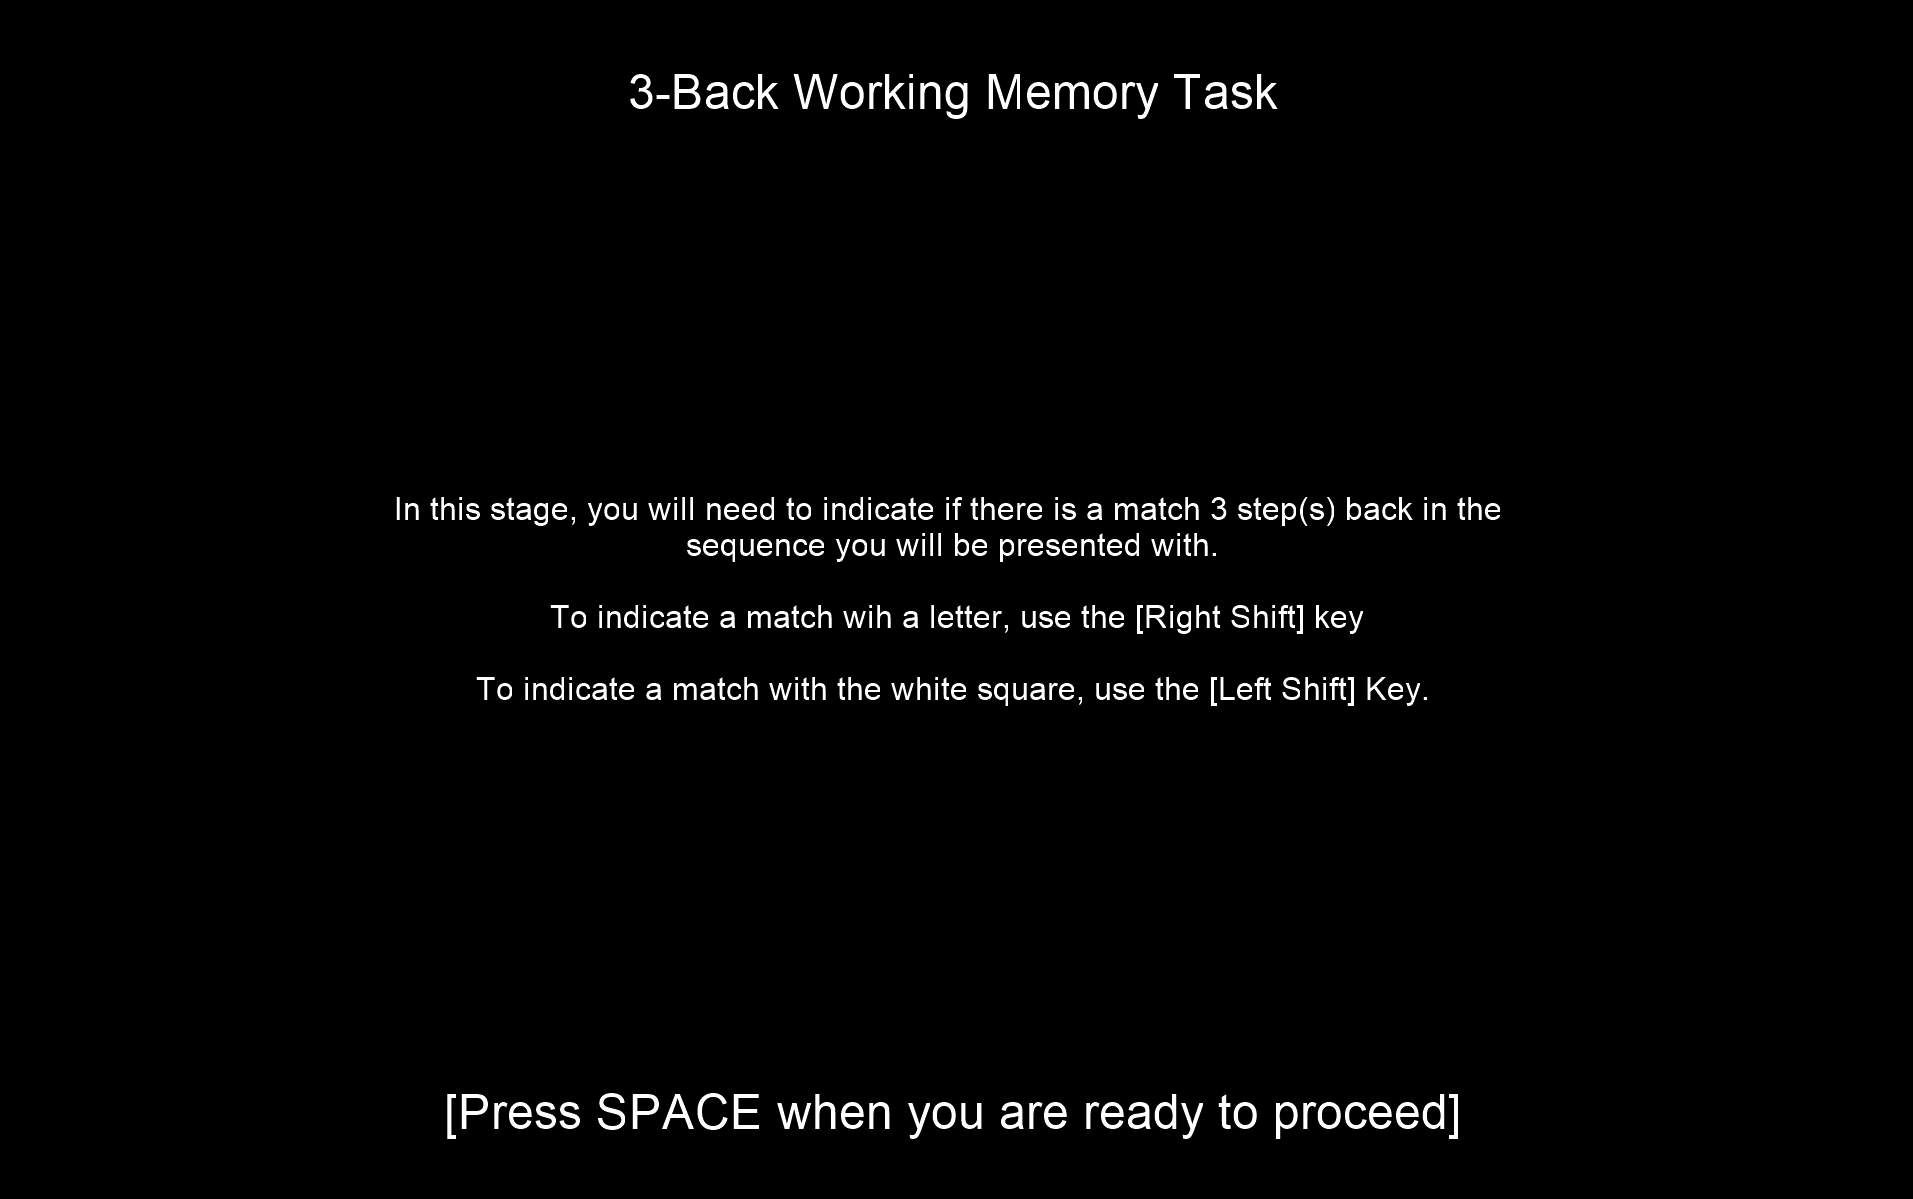 3-Back Working Memory Task
In this stage, you will need to indicate if there is a match 3 step(s) back in the
sequence you will be presented with.
To indicate a match wih a letter, use the [Right Shift] key
To indicate a match with the white square, use the [Left Shift] Key.
[Press SPACE when you are ready to proceed]